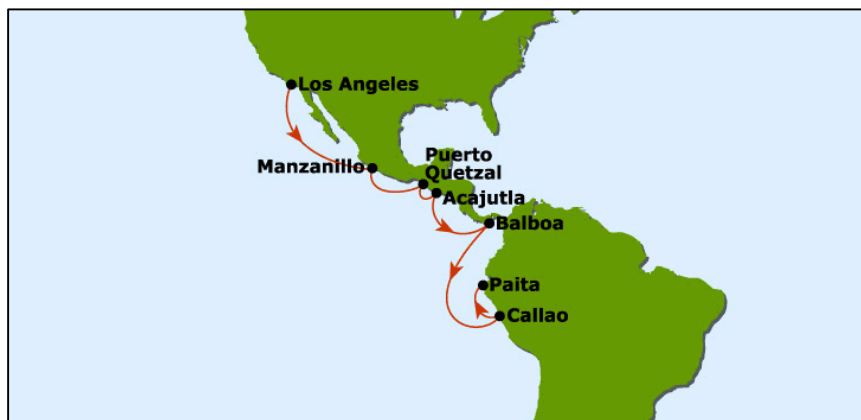 Los Angeles
Manzanillo
Puerto
Quetzal
Acajutla
Balboa
Paita
Callao